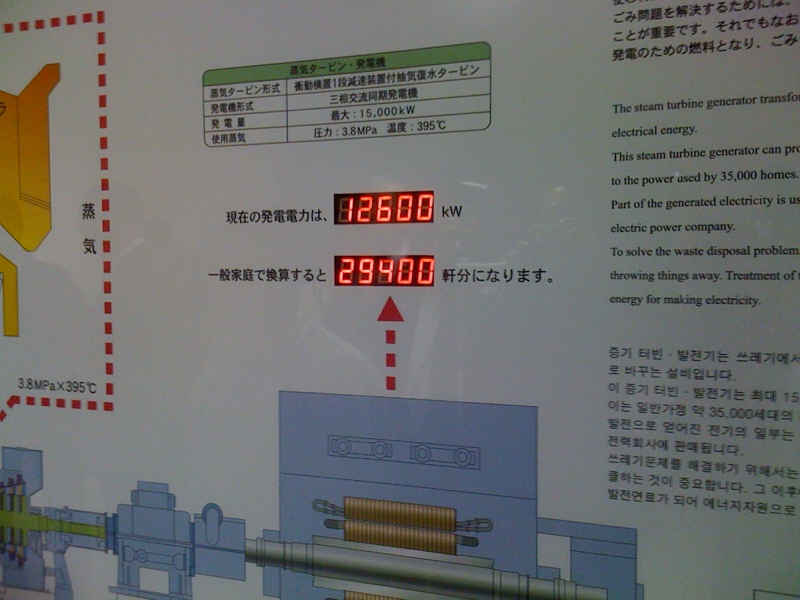 ごみ問題を解決するためには、
ことが重要です。それでもなお
発電のための燃料となり、ごみ
蒸気タービン・発電機
蒸気タービン形式 衝動横置1段減速装置付抽気復水タービン
発電機形式 三相交流同期発電機
発電量 最大：15,000kW
使用蒸気 圧力：3.8MPa 温度：395℃
蒸気
現在の発電電力は、 12600 kW
一般家庭で換算すると 29400 軒分になります。
3.8MPa×395℃
The steam turbine generator transfor
electrical energy.
This steam turbine generator can pro
to the power used by 35,000 homes.
Part of the generated electricity is us
electric power company.
To solve the waste disposal problem,
throwing things away. Treatment of
energy for making electricity.
증기 터빈·발전기는 쓰레기에서
로 바꾸는 설비입니다.
이 증기 터빈·발전기는 최대 15
이는 일반가정 약 35,000세대의
발전으로 얻어진 전기의 일부는
전력회사에 판매됩니다.
쓰레기문제를 해결하기 위해서는
클하는 것이 중요합니다. 그 이후
발전연료가 되어 에너지자원으로